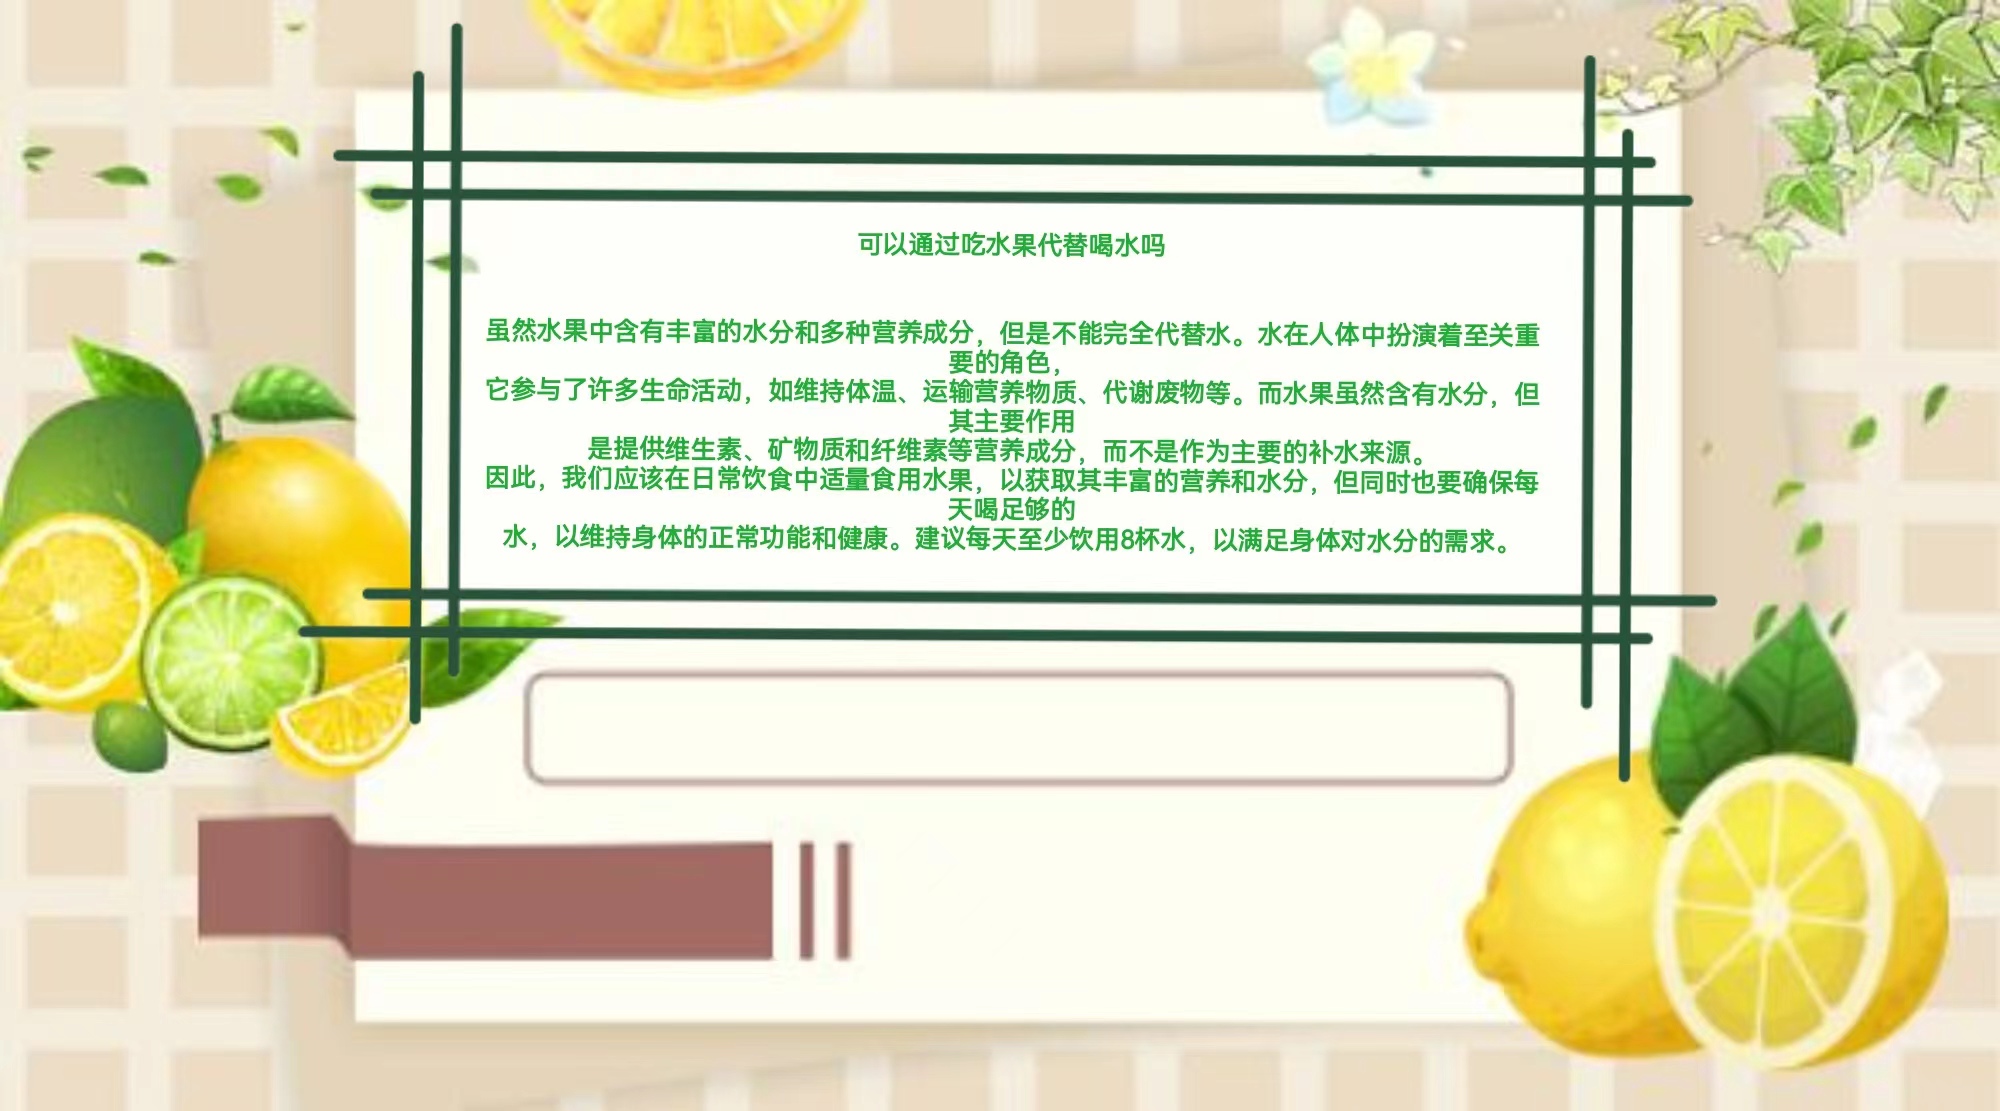 可以通过吃水果代替喝水吗
虽然水果中含有丰富的水分和多种营养成分，但是不能完全代替水。水在人体中扮演着至关重
要的角色，
它参与了许多生命活动，如维持体温、运输营养物质、代谢废物等。而水果虽然含有水分，但
其主要作用
是提供维生素、矿物质和纤维素等营养成分，而不是作为主要的补水来源。
因此，我们应该在日常饮食中适量食用水果，以获取其丰富的营养和水分，但同时也要确保每
天喝足够的
水，以维持身体的正常功能和健康。建议每天至少饮用8杯水，以满足身体对水分的需求。